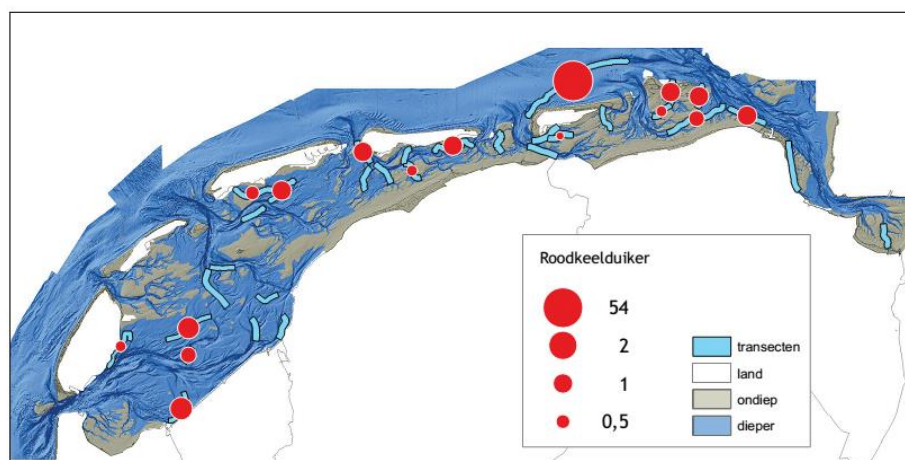 Roodkeelduiker
54
2
1
0,5
transecten
land
ondiep
dieper